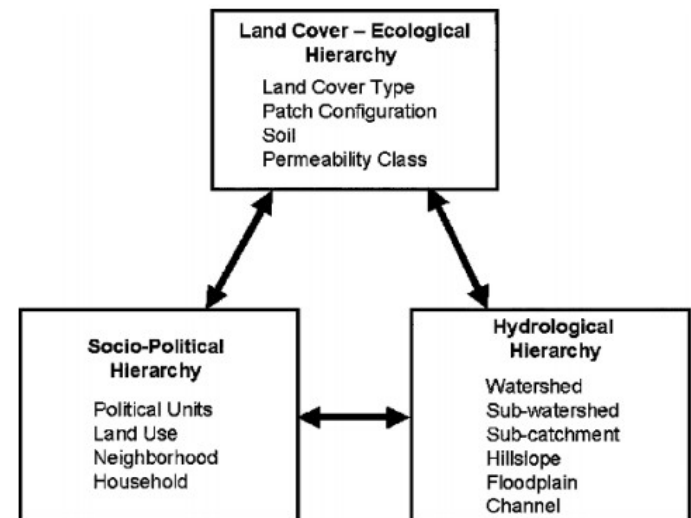 Land Cover – Ecological
Hierarchy
Land Cover Type
Patch Configuration
Soil
Permeability Class
Socio-Political
Hierarchy
Political Units
Land Use
Neighborhood
Household
Hydrological
Hierarchy
Watershed
Sub-watershed
Sub-catchment
Hillslope
Floodplain
Channel